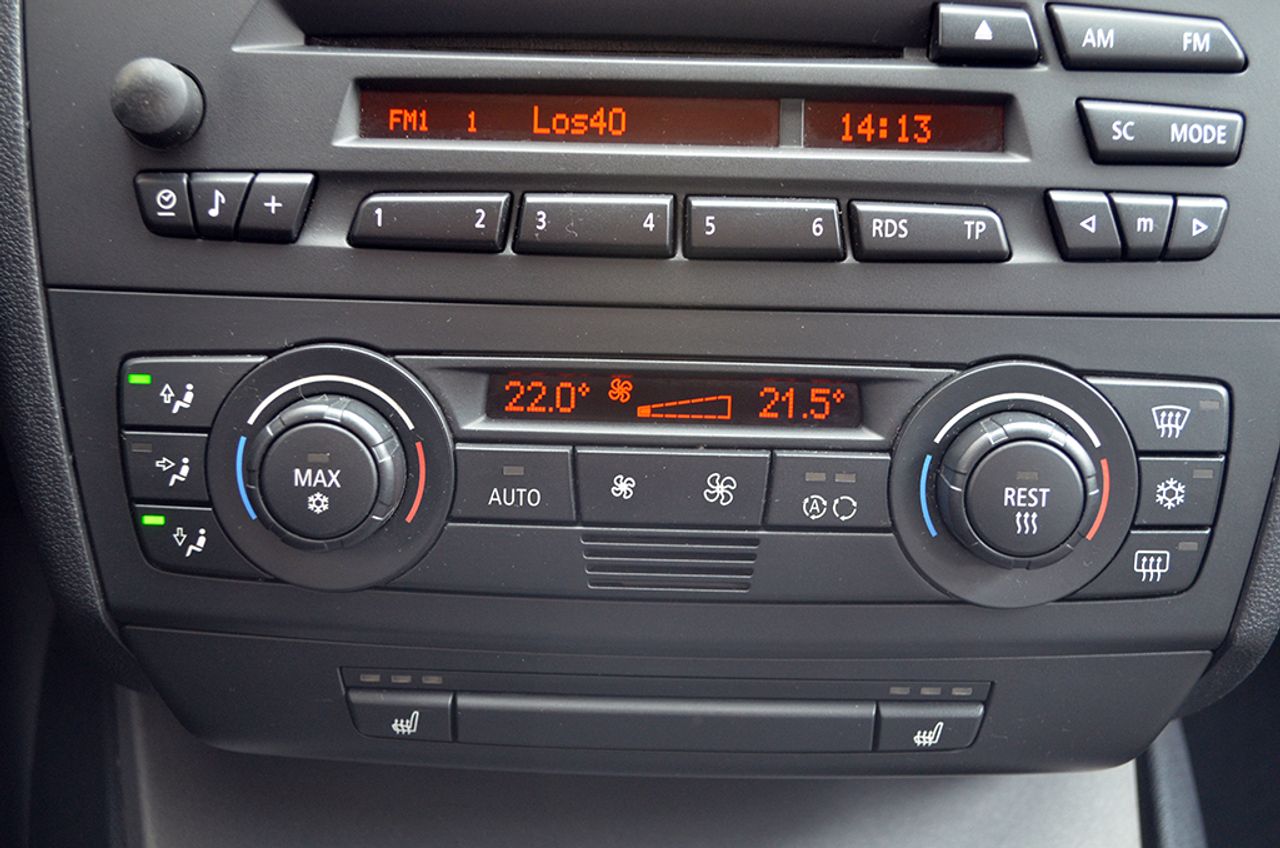 AM FM
FM1 1 Los40 14:13
SC MODE
+
1 2 3 4 5 6 RDS TP m
22.0° 21.5°
MAX
AUTO
A
REST